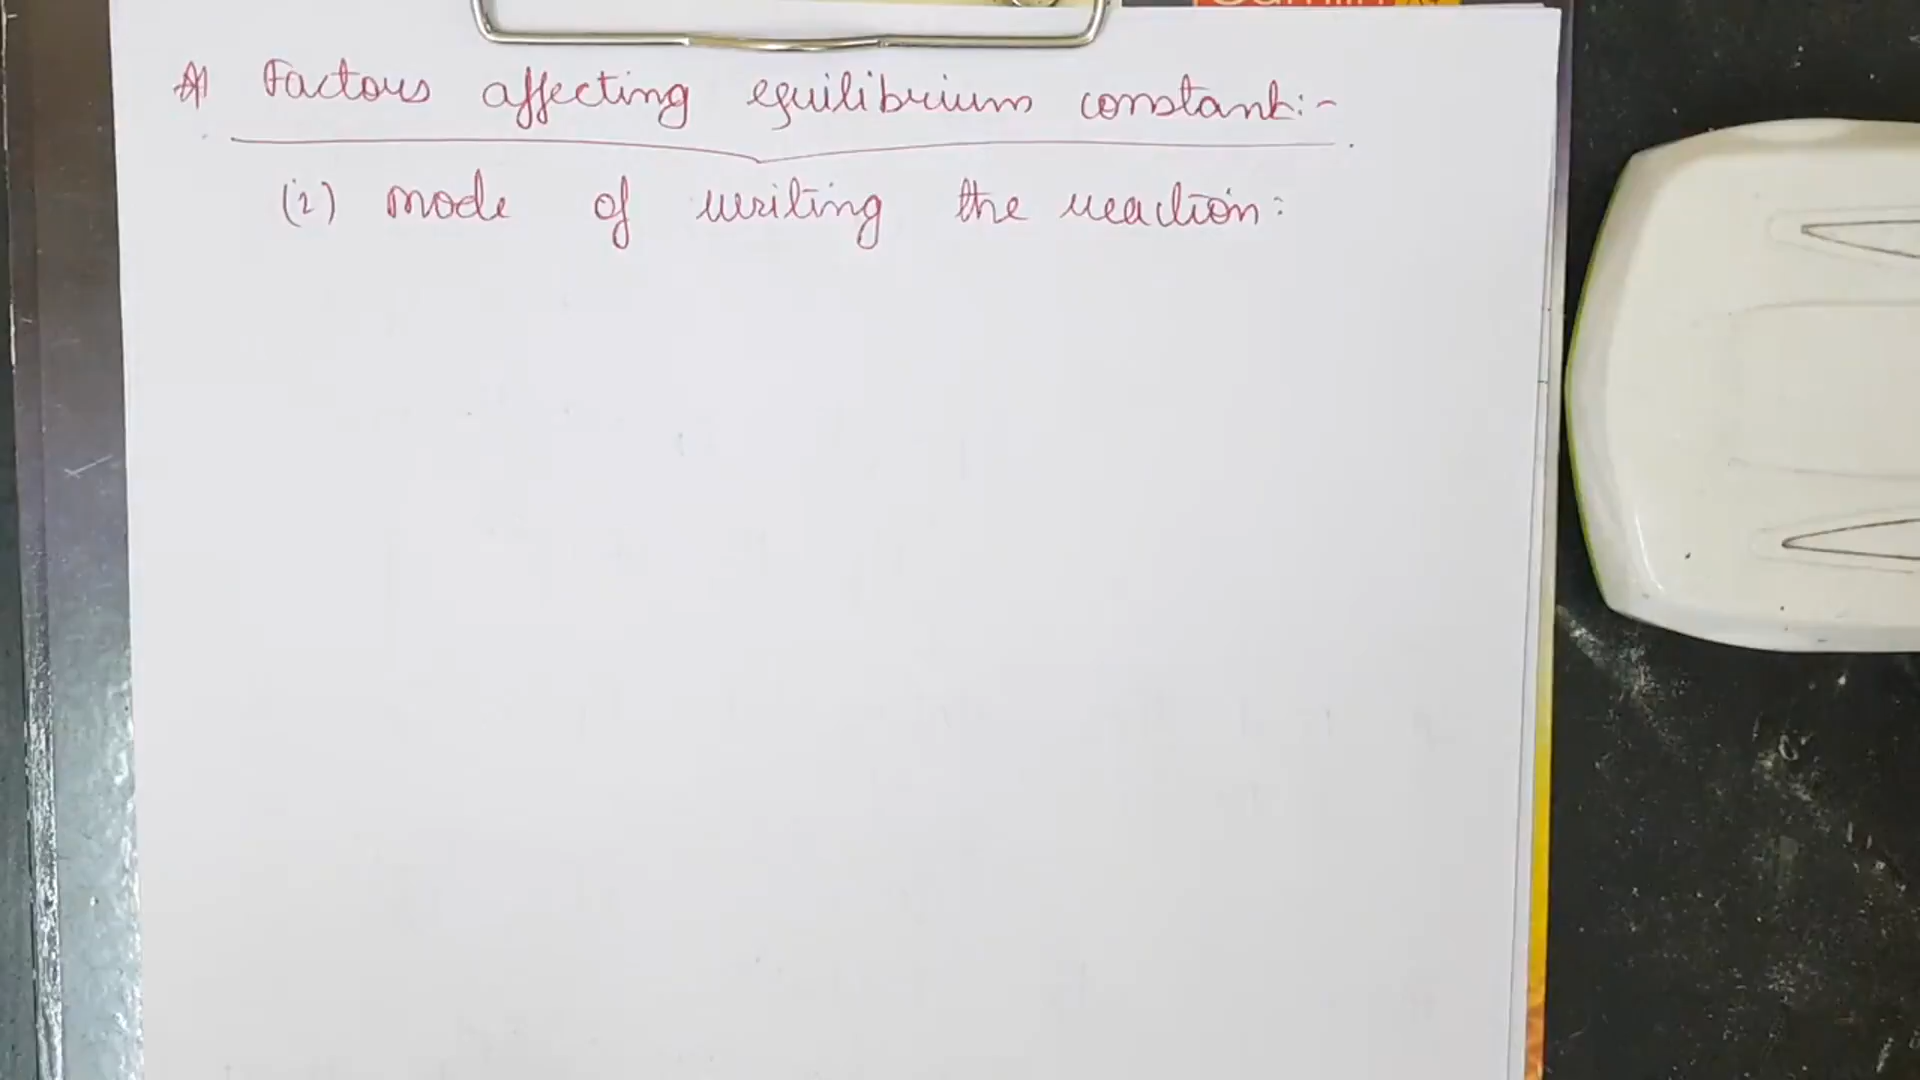 Factors affecting equilibrium constant:-
(i) mode of writing the reaction: